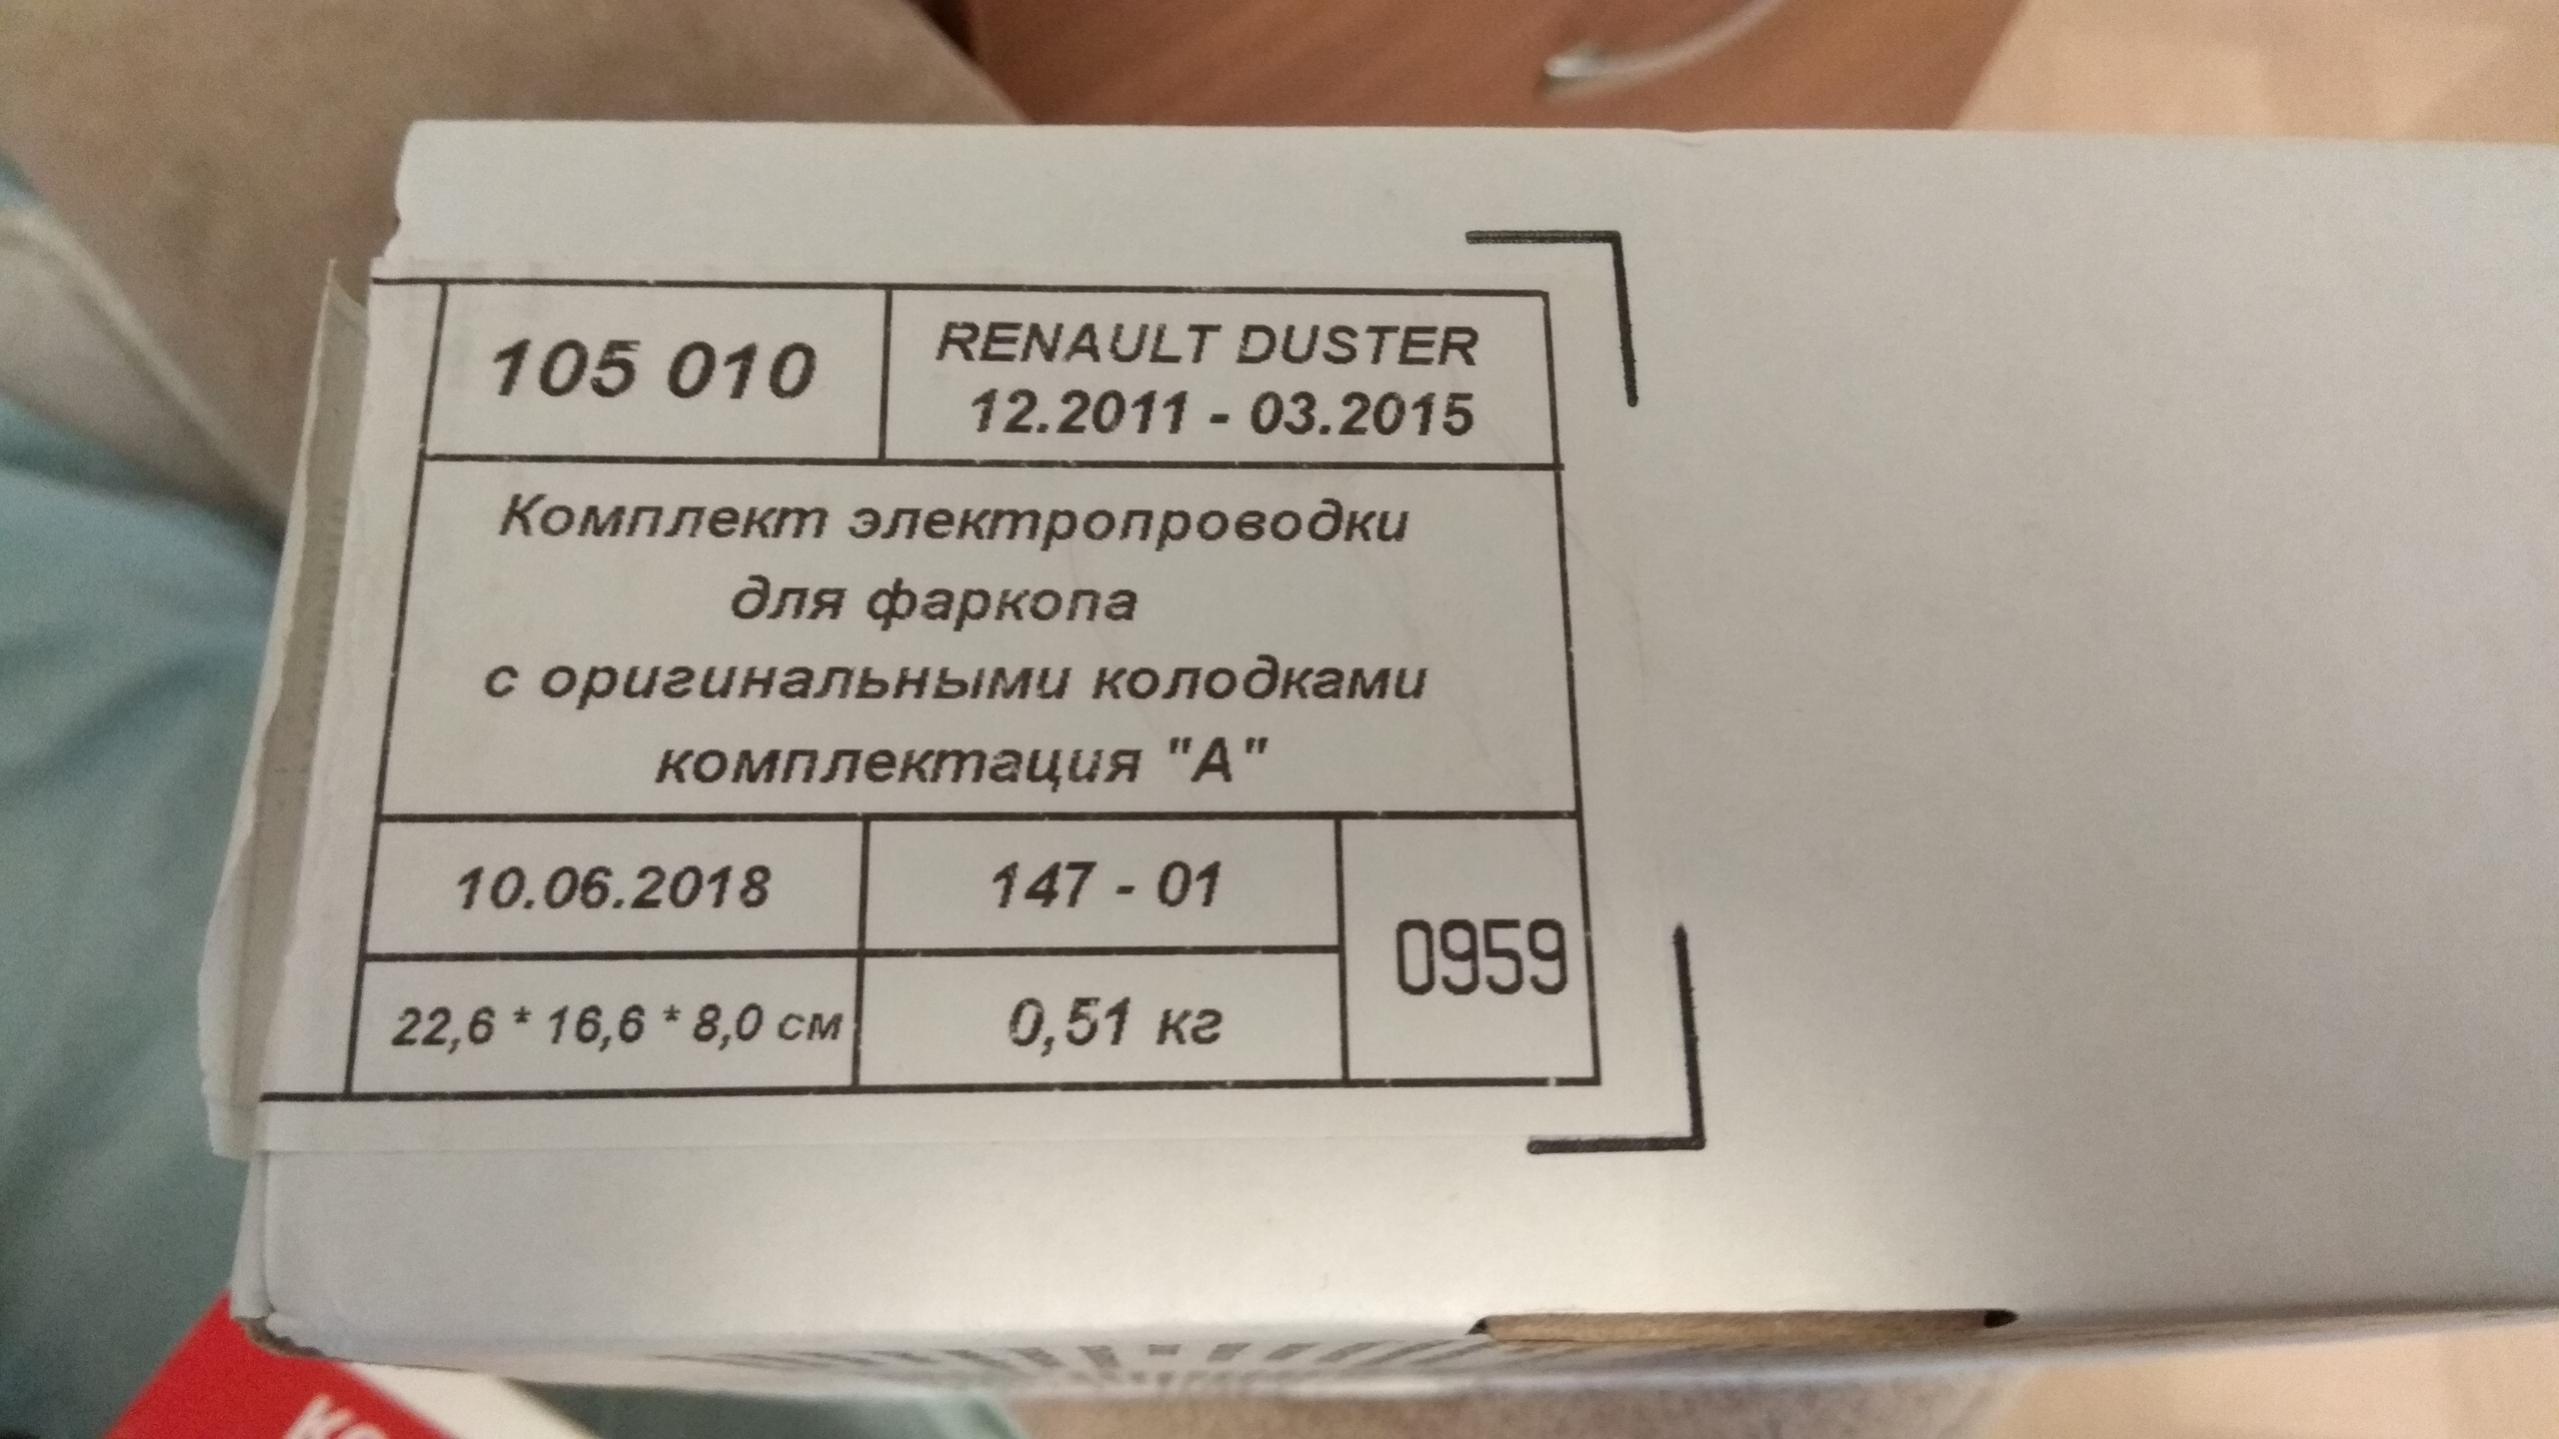 105 010
RENAULT DUSTER
12.2011 - 03.2015
Комплект электропроводки
для фаркопа
с оригинальными колодками
комплектация "А"
10.06.2018
147 - 01
0959
22,6 * 16,6 * 8,0 см
0,51 кг